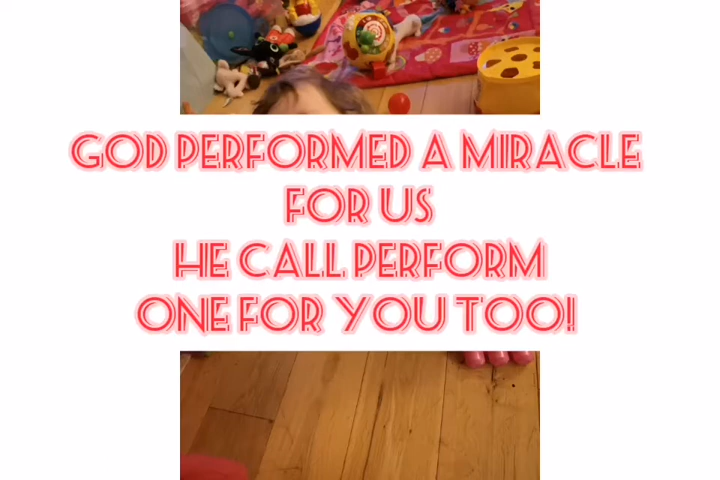 GOD PERFORMED A MIRACLE
FOR US
HE CALL PERFORM
ONE FOR YOU TOO!